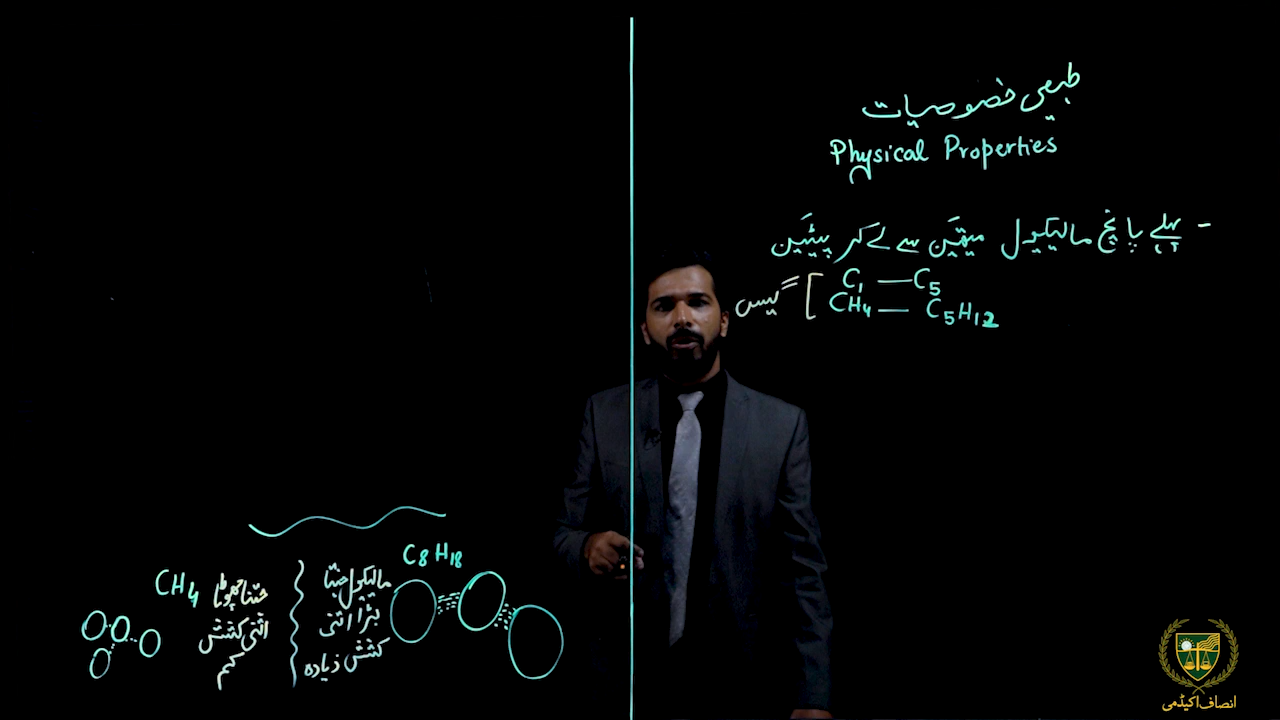 طبعی خصوصیات
Physical Properties
- پہلے پانچ مالیکیول میتھین سے لے کر پینٹین
C1 — C5
گیس = [ CH4 — C5H12
C8H18
CH4
مالیکیول جتنا
بڑا اتنی
کشش زیادہ
جتنا چھوٹا
اتنی کشش
کم
انصاف اکیڈمی